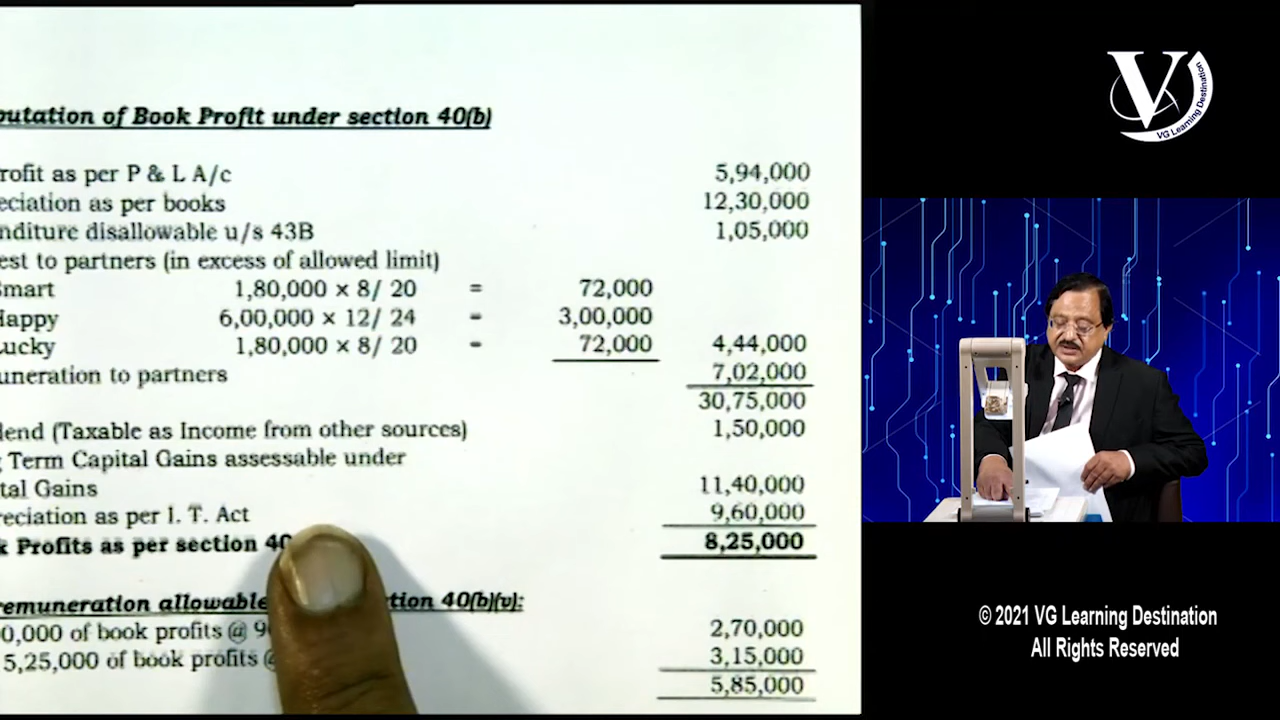 putation of Book Profit under section 40(b)
rofit as per P & L A/c 5,94,000
eciation as per books 12,30,000
nditure disallowable u/s 43B 1,05,000
est to partners (in excess of allowed limit)
Smart 1,80,000 × 8/ 20 = 72,000
Happy 6,00,000 × 12/ 24 = 3,00,000
Lucky 1,80,000 × 8/ 20 = 72,000 4,44,000
uneration to partners 7,02,000
30,75,000
dend (Taxable as Income from other sources) 1,50,000
Term Capital Gains assessable under
tal Gains 11,40,000
reciation as per I. T. Act 9,60,000
k Profits as per section 40 8,25,000
remuneration allowable tion 40(b)(v):
0,000 of book profits @ 9 2,70,000
5,25,000 of book profits @ 3,15,000
5,85,000
V
VG Learning Destination
© 2021 VG Learning Destination
All Rights Reserved